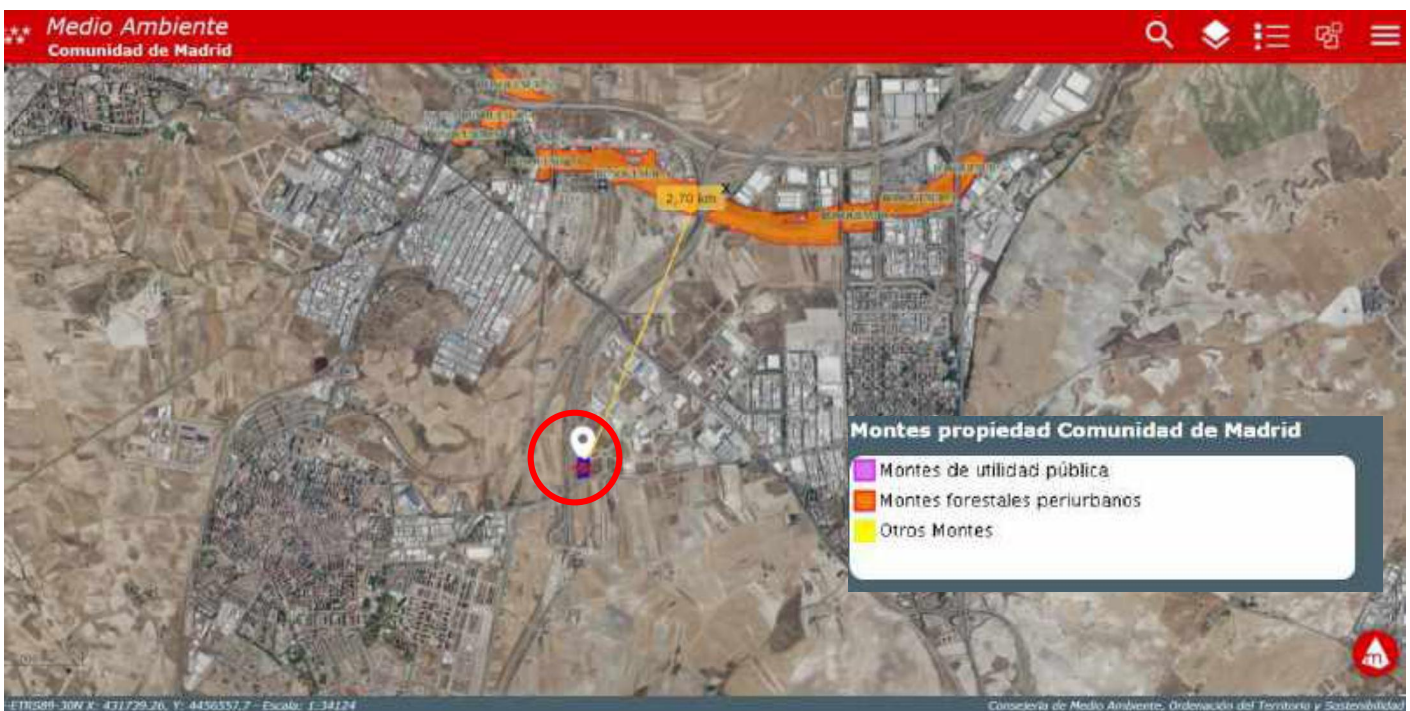 Medio Ambiente
Comunidad de Madrid
2,70 km
x
Montes propiedad Comunidad de Madrid
Montes de utilidad pública
Montes forestales periurbanos
Otros Montes
m
ETRS89-30N X: 431739.26, Y: 4456557.7 - Escala: 1:34124
Consejería de Medio Ambiente, Ordenación del Territorio y Sostenibilidad